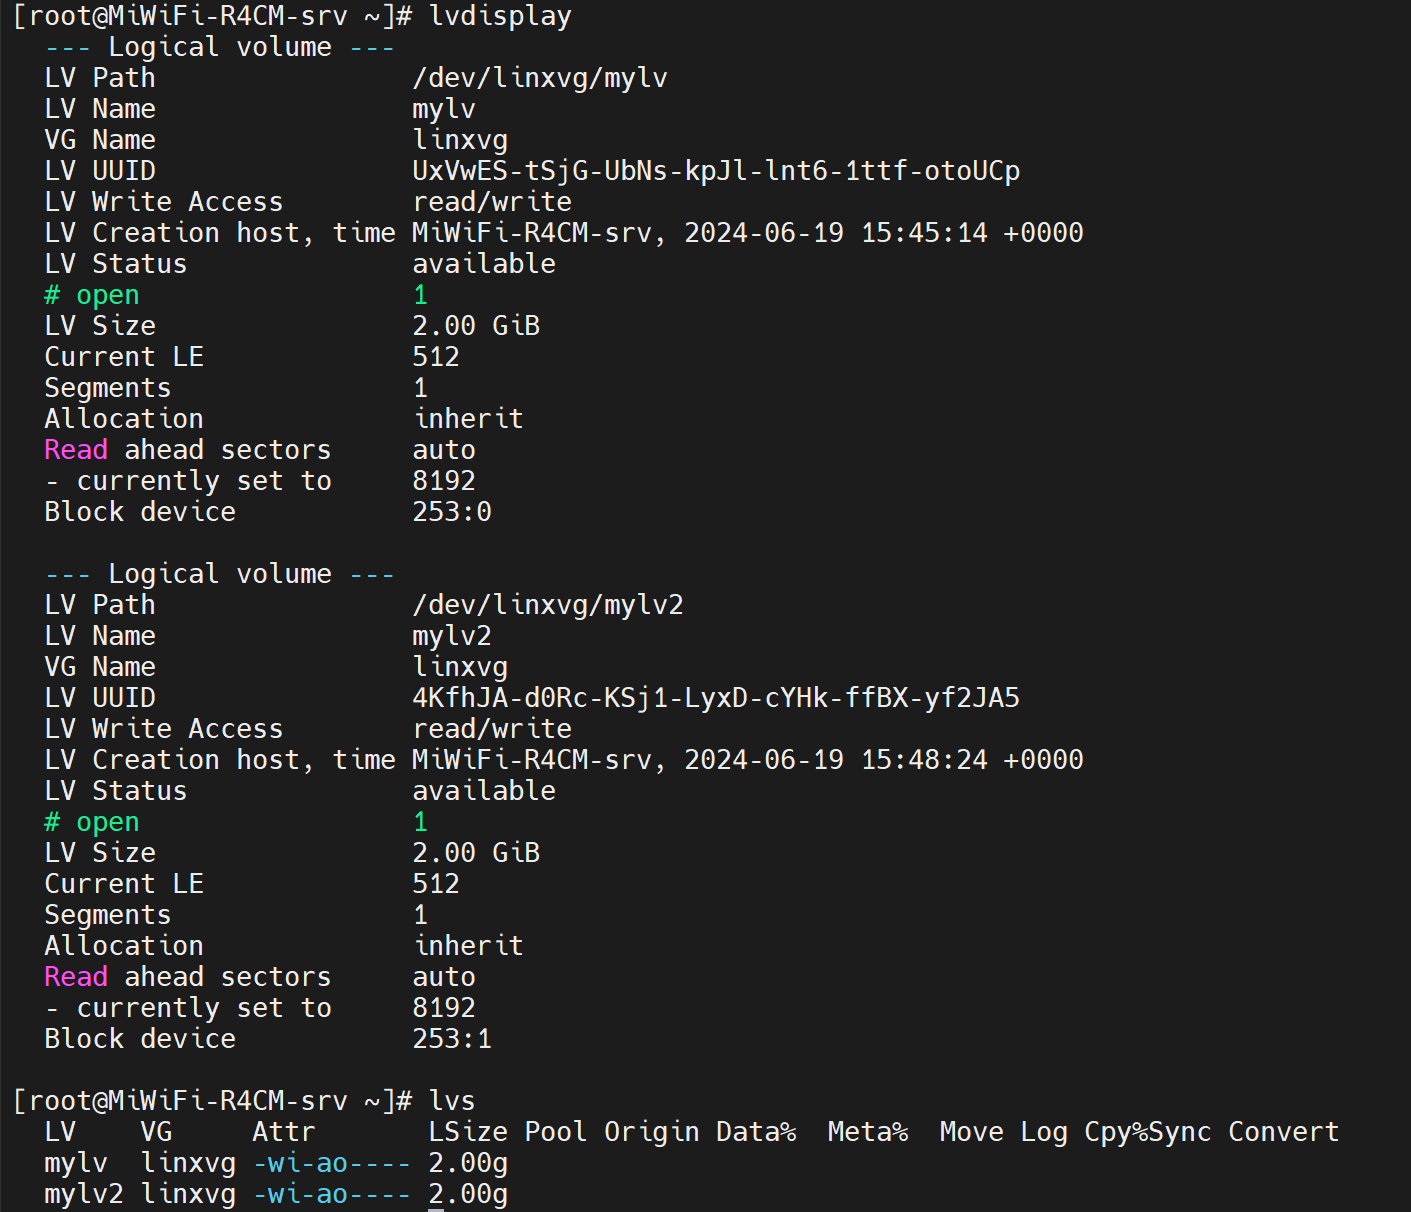 [root@MiWiFi-R4CM-srv ~]# lvdisplay
  --- Logical volume ---
  LV Path                /dev/linxvg/mylv
  LV Name                mylv
  VG Name                linxvg
  LV UUID                UxVwES-tSjG-UbNs-kpJl-lnt6-1ttf-otoUCp
  LV Write Access        read/write
  LV Creation host, time MiWiFi-R4CM-srv, 2024-06-19 15:45:14 +0000
  LV Status              available
  # open                 1
  LV Size                2.00 GiB
  Current LE             512
  Segments               1
  Allocation             inherit
  Read ahead sectors     auto
  - currently set to     8192
  Block device           253:0

  --- Logical volume ---
  LV Path                /dev/linxvg/mylv2
  LV Name                mylv2
  VG Name                linxvg
  LV UUID                4KfhJA-d0Rc-KSj1-LyxD-cYHk-ffBX-yf2JA5
  LV Write Access        read/write
  LV Creation host, time MiWiFi-R4CM-srv, 2024-06-19 15:48:24 +0000
  LV Status              available
  # open                 1
  LV Size                2.00 GiB
  Current LE             512
  Segments               1
  Allocation             inherit
  Read ahead sectors     auto
  - currently set to     8192
  Block device           253:1

[root@MiWiFi-R4CM-srv ~]# lvs
  LV    VG     Attr       LSize Pool Origin Data%  Meta%  Move Log Cpy%Sync Convert
  mylv  linxvg -wi-ao---- 2.00g
  mylv2 linxvg -wi-ao---- 2.00g